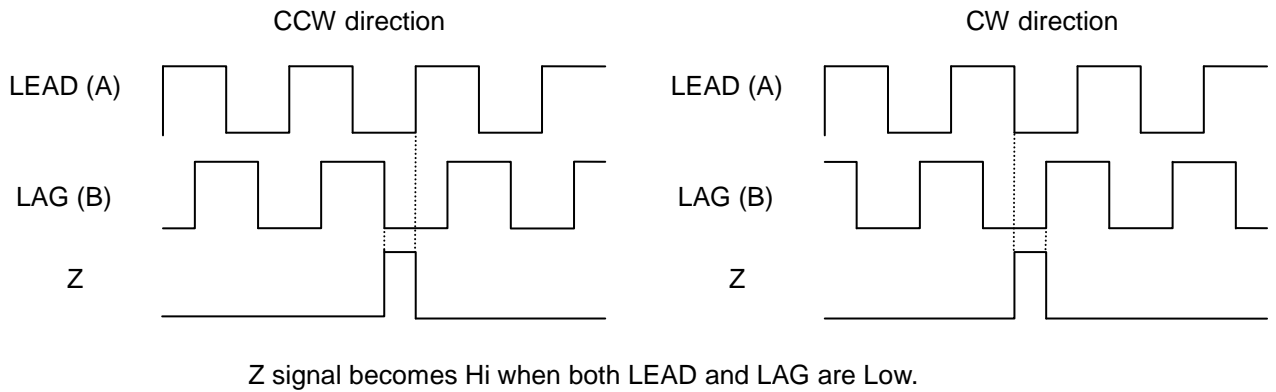 CCW direction
CW direction
LEAD (A)
LEAD (A)
LAG (B)
LAG (B)
Z
Z
Z signal becomes Hi when both LEAD and LAG are Low.